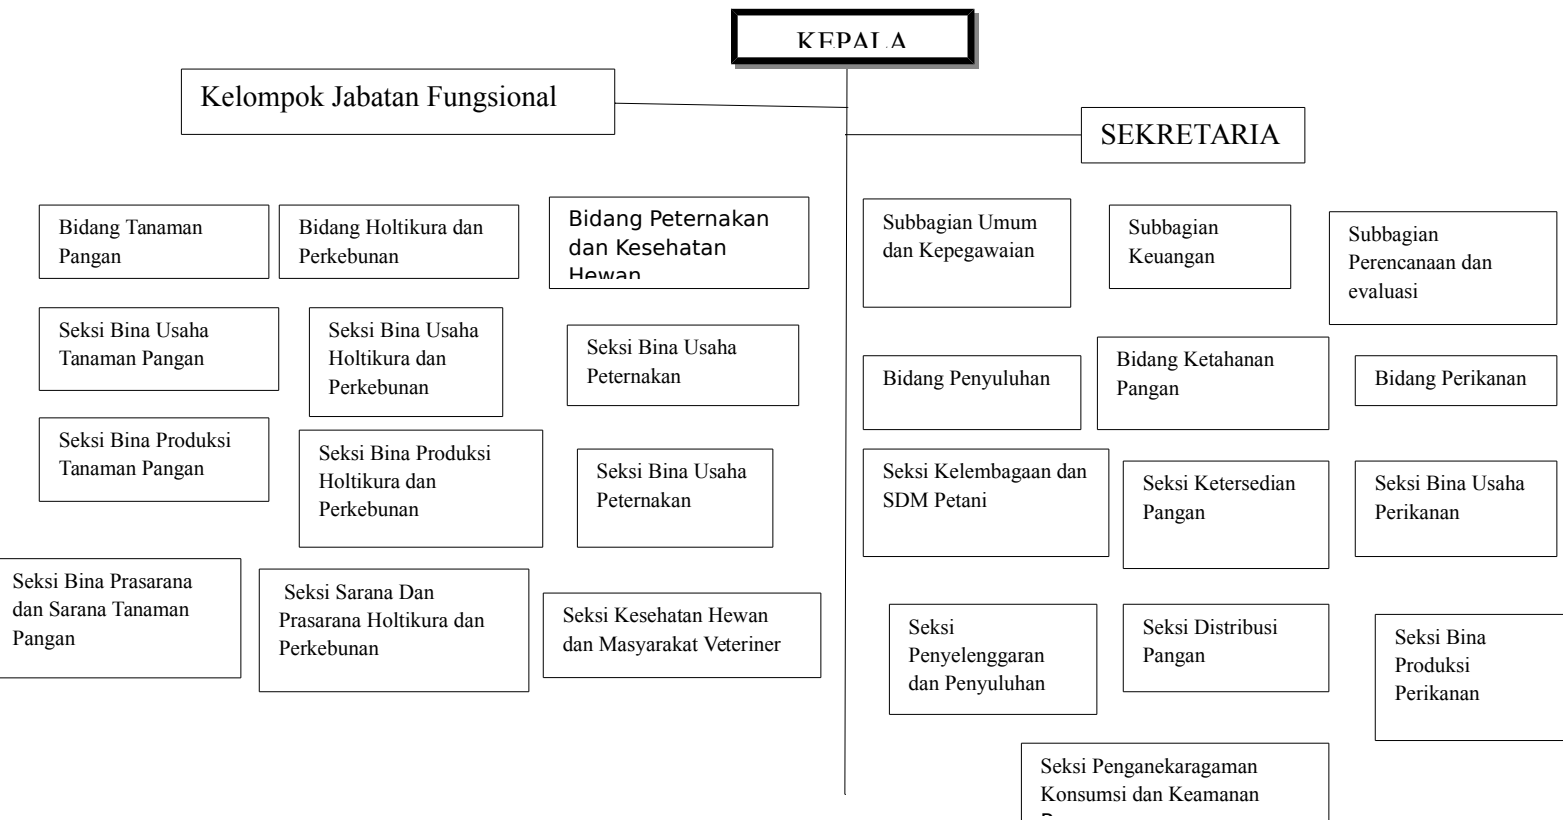 KEPALA
Kelompok Jabatan Fungsional
SEKRETARIA
Bidang Tanaman
Pangan
Bidang Holtikura dan
Perkebunan
Bidang Peternakan
dan Kesehatan
Hewan
Subbagian Umum
dan Kepegawaian
Subbagian
Keuangan
Subbagian
Perencanaan dan
evaluasi
Seksi Bina Usaha
Tanaman Pangan
Seksi Bina Usaha
Holtikura dan
Perkebunan
Seksi Bina Usaha
Peternakan
Bidang Penyuluhan
Bidang Ketahanan
Pangan
Bidang Perikanan
Seksi Bina Produksi
Tanaman Pangan
Seksi Bina Produksi
Holtikura dan
Perkebunan
Seksi Bina Usaha
Peternakan
Seksi Kelembagaan dan
SDM Petani
Seksi Ketersedian
Pangan
Seksi Bina Usaha
Perikanan
Seksi Bina Prasarana
dan Sarana Tanaman
Pangan
Seksi Sarana Dan
Prasarana Holtikura dan
Perkebunan
Seksi Kesehatan Hewan
dan Masyarakat Veteriner
Seksi
Penyelenggaran
dan Penyuluhan
Seksi Distribusi
Pangan
Seksi Bina
Produksi
Perikanan
Seksi Penganekaragaman
Konsumsi dan Keamanan